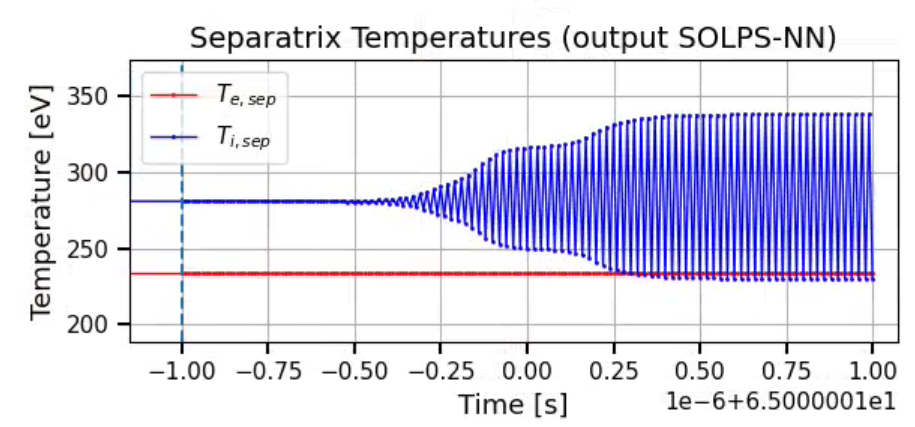 Separatrix Temperatures (output SOLPS-NN)
T_{e, sep}
T_{i, sep}
350
300
250
200
Temperature [eV]
−1.00 −0.75 −0.50 −0.25 0.00 0.25 0.50 0.75 1.00
Time [s]
1e−6+6.5000001e1